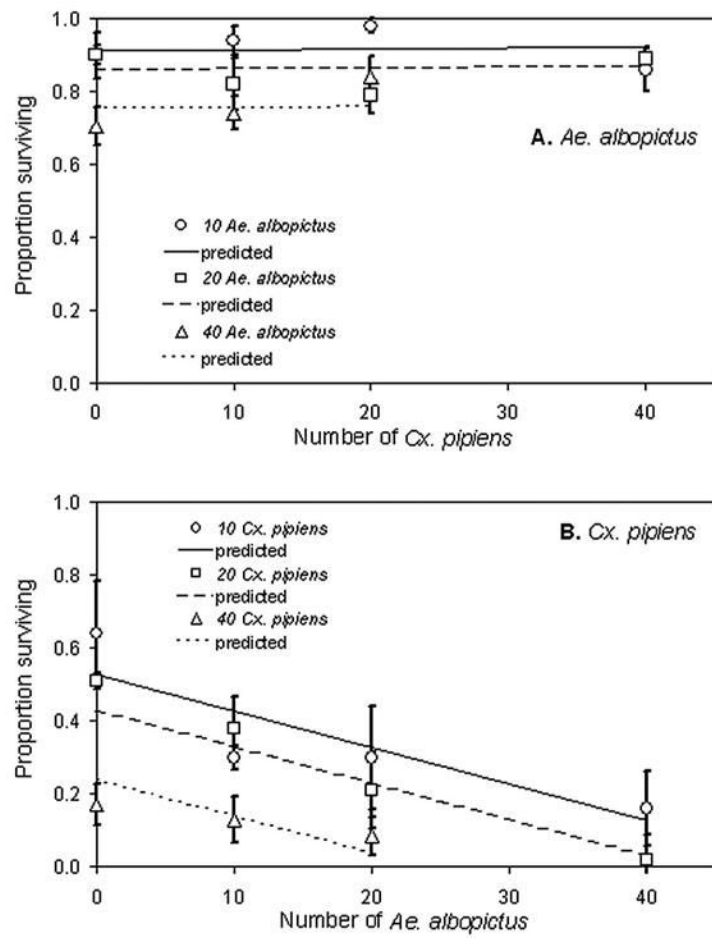 1.0
0.8
0.6
0.4
0.2
0.0
Proportion surviving
A. Ae. albopictus
10 Ae. albopictus
predicted
20 Ae. albopictus
predicted
40 Ae. albopictus
predicted
0 10 20 30 40
Number of Cx. pipiens
1.0
0.8
0.6
0.4
0.2
0.0
Proportion surviving
B. Cx. pipiens
10 Cx. pipiens
predicted
20 Cx. pipiens
predicted
40 Cx. pipiens
predicted
0 10 20 30 40
Number of Ae. albopictus